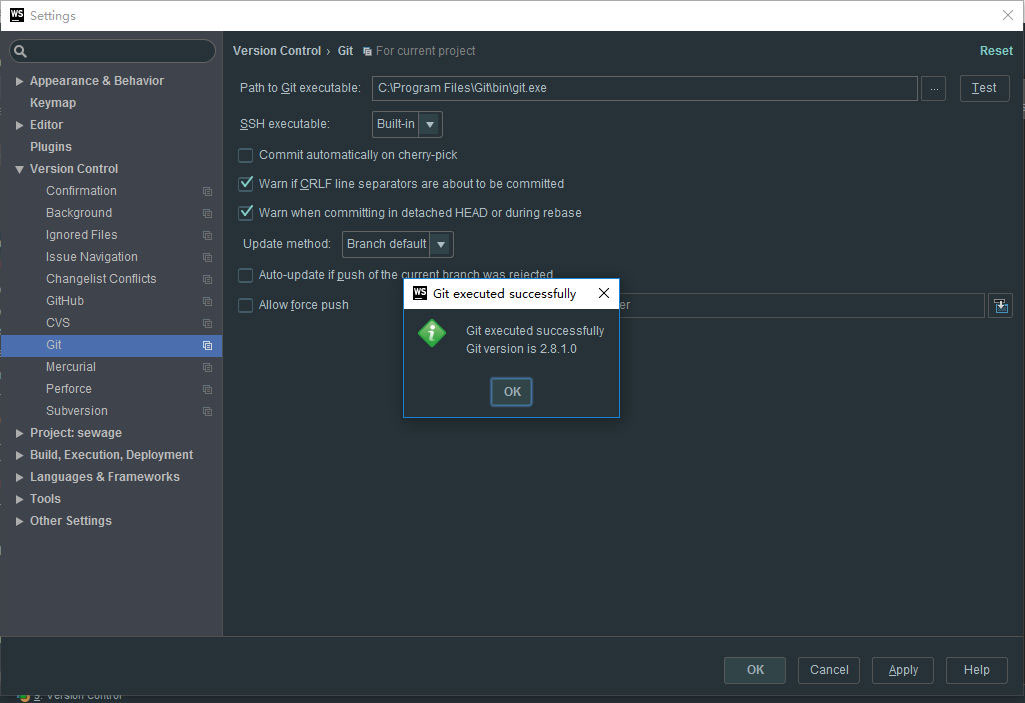 WS Settings
Version Control › Git For current project Reset
Appearance & Behavior
Keymap
Editor
Plugins
Version Control
Confirmation
Background
Ignored Files
Issue Navigation
Changelist Conflicts
GitHub
CVS
Git
Mercurial
Perforce
Subversion
Project: sewage
Build, Execution, Deployment
Languages & Frameworks
Tools
Other Settings
Path to Git executable: C:\Program Files\Git\bin\git.exe ... Test
SSH executable: Built-in
Commit automatically on cherry-pick
Warn if CRLF line separators are about to be committed
Warn when committing in detached HEAD or during rebase
Update method: Branch default
Auto-update if push of the current branch was rejected
Allow force push
WS Git executed successfully
Git executed successfully
Git version is 2.8.1.0
OK
OK Cancel Apply Help
9: Version Control